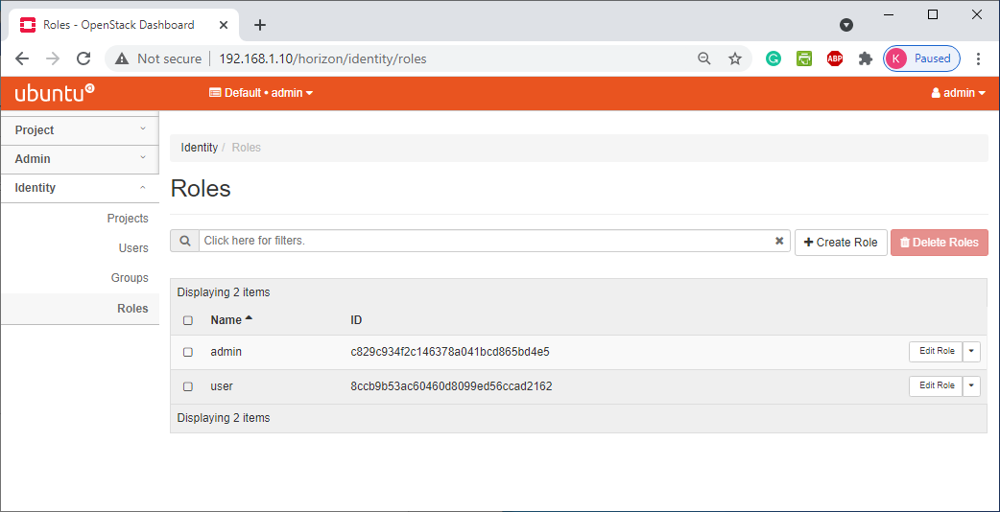 Roles - OpenStack Dashboard
Not secure 192.168.1.10/horizon/identity/roles
ABP
K Paused
ubuntu
Default • admin
admin
Project
Admin
Identity
Projects
Users
Groups
Roles
Identity / Roles
Roles
Click here for filters.
Create Role
Delete Roles
Displaying 2 items
Name ID
admin c829c934f2c146378a041bcd865bd4e5 Edit Role
user 8ccb9b53ac60460d8099ed56ccad2162 Edit Role
Displaying 2 items